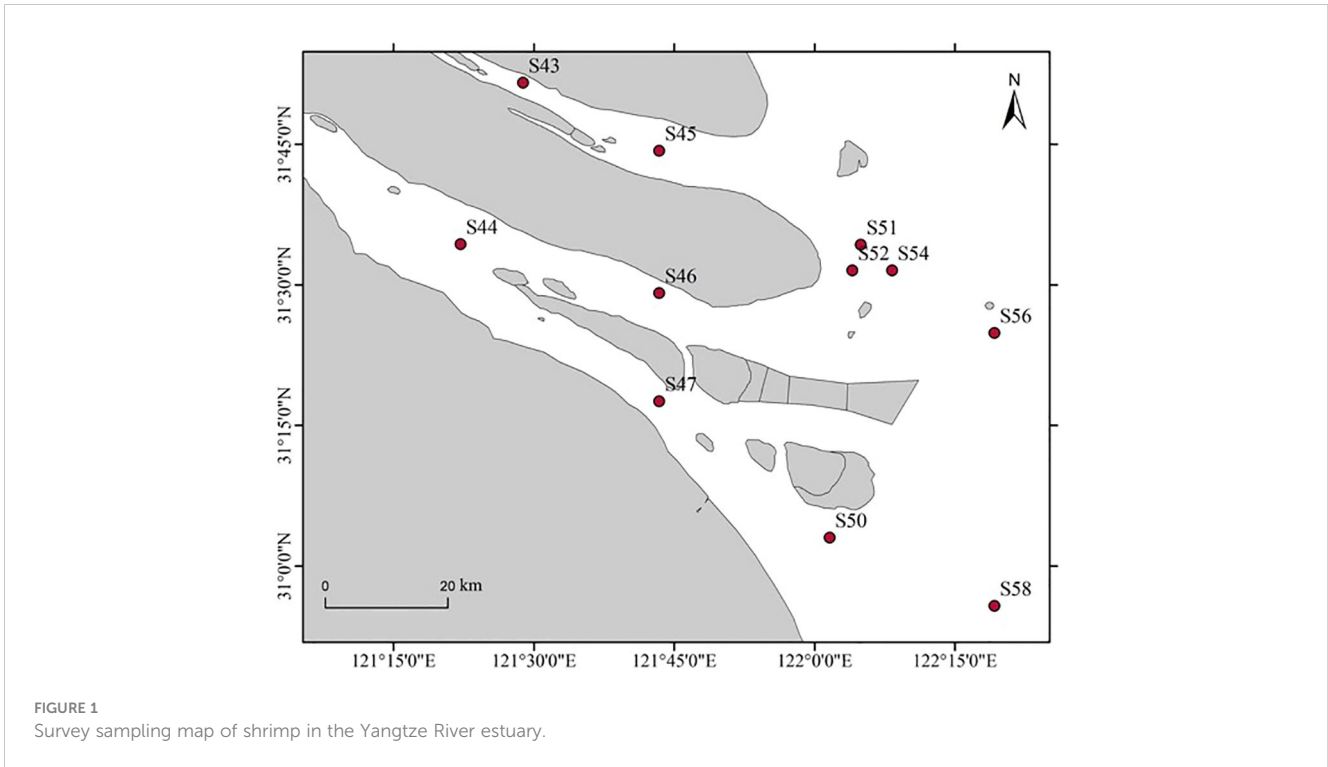 S43
N
S45
31°45'0"N
S44
S51
S52
S54
31°30'0"N
S46
S56
S47
31°15'0"N
S50
31°0'0"N
0
20 km
S58
121°15'0"E
121°30'0"E
121°45'0"E
122°0'0"E
122°15'0"E
FIGURE 1
Survey sampling map of shrimp in the Yangtze River estuary.